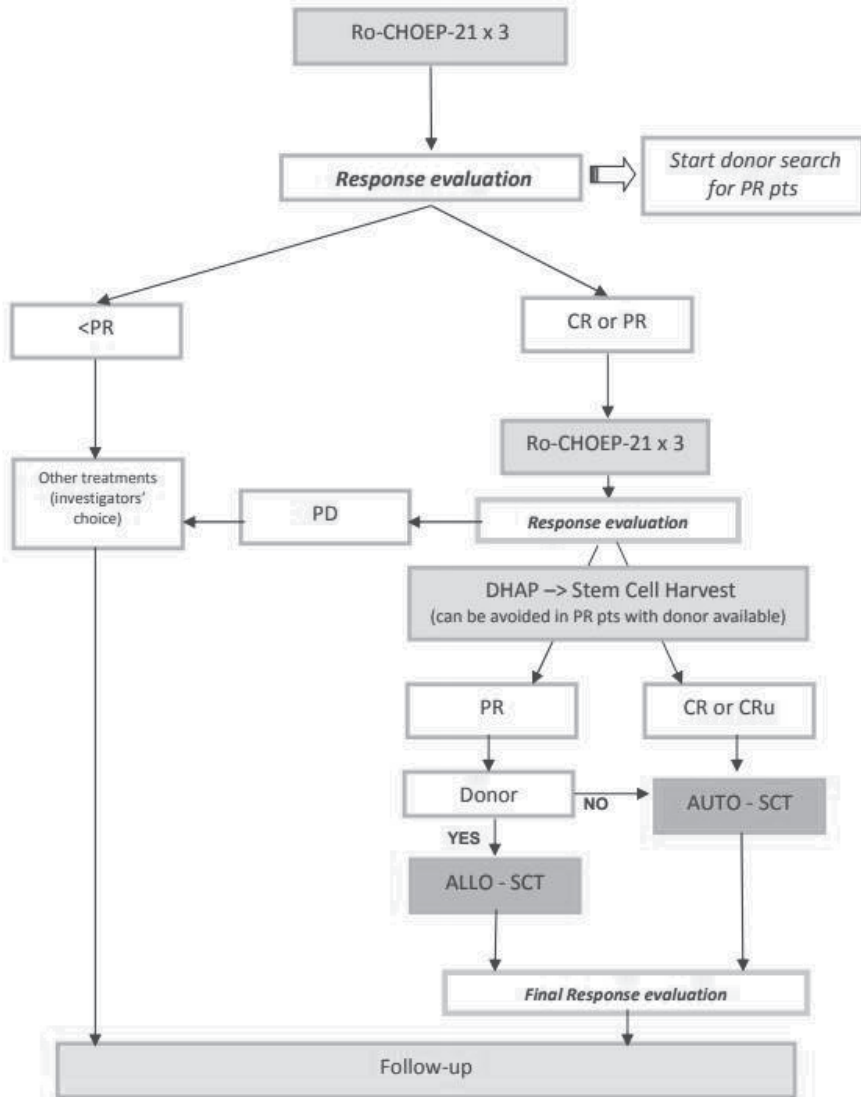 Ro-CHOEP-21 x 3
Response evaluation
Start donor search
for PR pts
<PR
CR or PR
Ro-CHOEP-21 x 3
Other treatments
(investigators'
choice)
PD
Response evaluation
DHAP –> Stem Cell Harvest
(can be avoided in PR pts with donor available)
PR
CR or CRu
Donor
NO
AUTO - SCT
YES
ALLO - SCT
Final Response evaluation
Follow-up